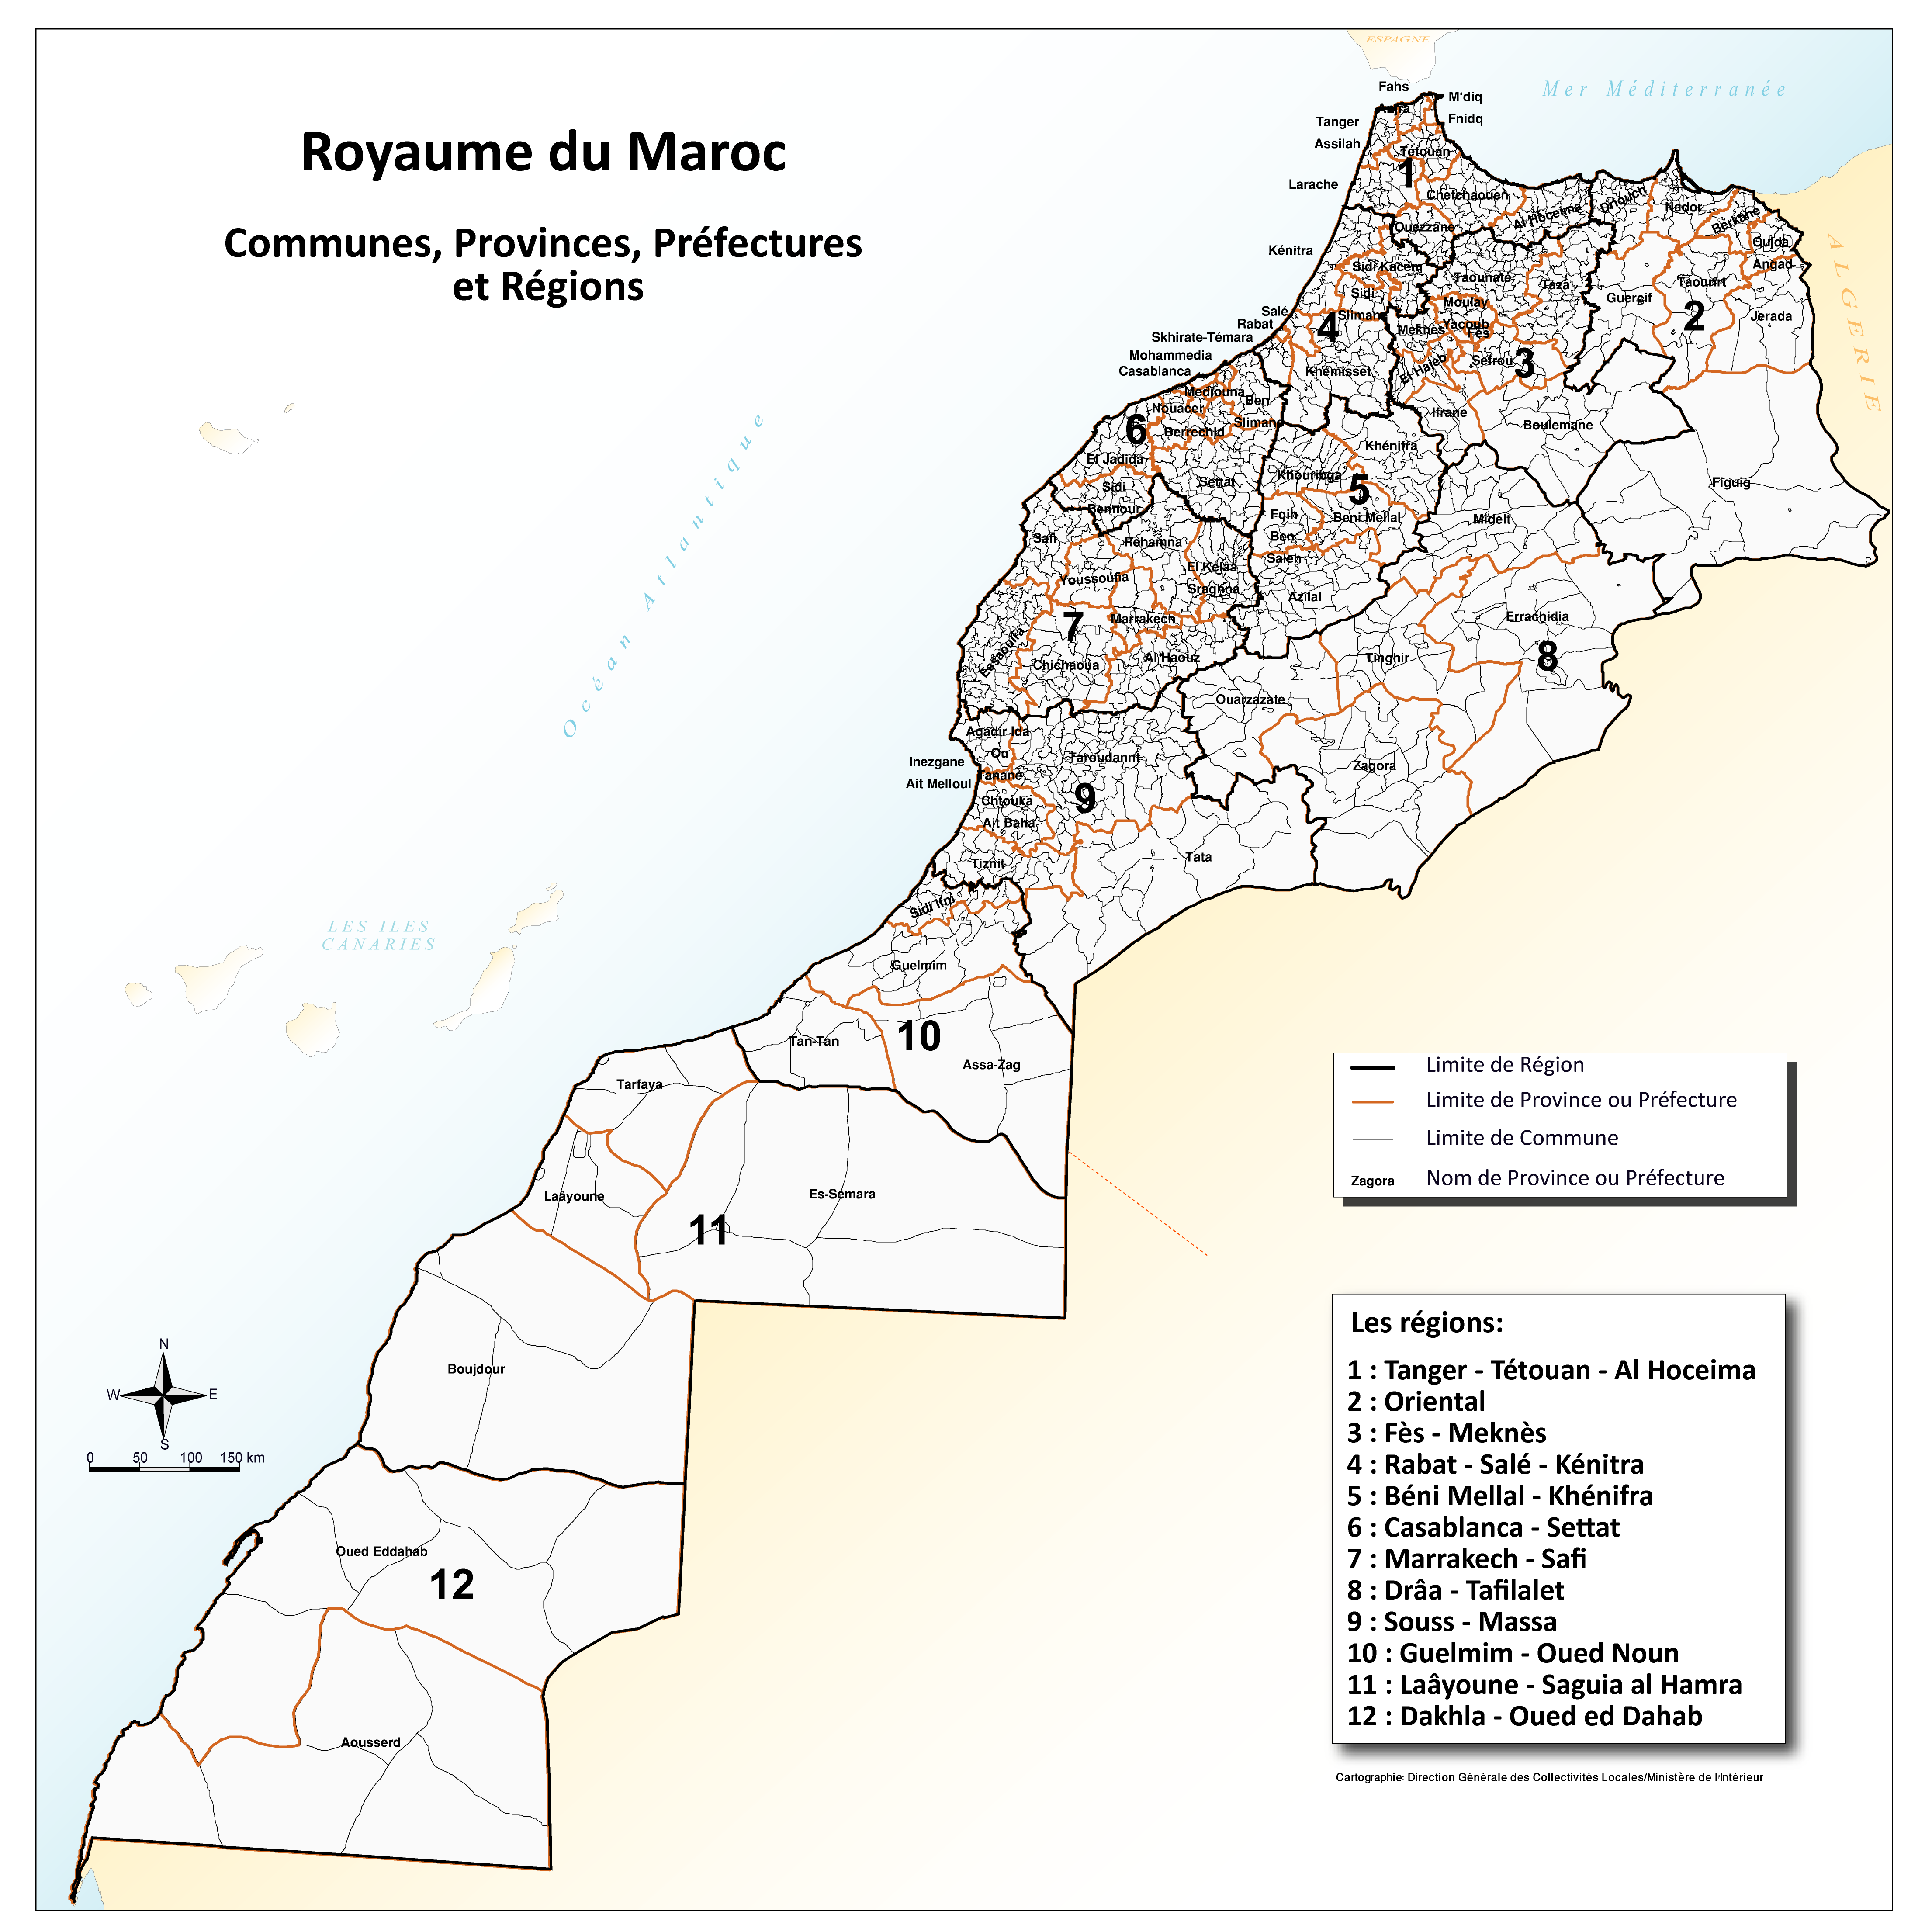 ESPAGNE
Mer Méditerranée
ALGERIE
Royaume du Maroc
Communes, Provinces, Préfectures
et Régions
Océan Atlantique
LES ILES
CANARIES
Fahs
Anjra
M'diq
Fnidq
Tanger
Assilah
Tétouan
1
Larache
Chefchaouen
Al Hoceima
Driouch
Nador
Berkane
Ouezzane
Oujda
Angad
Kénitra
Sidi Kacem
Taounate
Taza
Guercif
Taourirt
2
Jerada
Sidi
Slimane
Moulay
Yacoub
Fès
Meknès
Salé
Rabat
4
Skhirate-Témara
Mohammedia
Casablanca
Khémisset
El Hajeb
Sefrou
3
Ifrane
Boulemane
Mediouna
Nouacer
Ben
Slimane
Berrechid
6
El Jadida
Sidi
Bennour
Settat
Khénifra
Khouribga
5
Figuig
Fqih
Ben
Saleh
Beni Mellal
Midelt
Safi
Rehamna
Youssoufia
El Kelaa
Sraghna
Azilal
Errachidia
7
Marrakech
Essaouira
Chichaoua
Al Haouz
Tinghir
8
Ouarzazate
Agadir Ida
Ou
Tanane
Inezgane
Ait Melloul
Taroudannt
Zagora
9
Chtouka
Ait Baha
Tiznit
Tata
Sidi Ifni
Guelmim
10
Tan-Tan
Assa-Zag
Tarfaya
Laâyoune
Es-Semara
11
Boujdour
Oued Eddahab
12
Aousserd
N
W
E
S
0 50 100 150 km
Limite de Région
Limite de Province ou Préfecture
Limite de Commune
Zagora Nom de Province ou Préfecture
Les régions:
1 : Tanger - Tétouan - Al Hoceima
2 : Oriental
3 : Fès - Meknès
4 : Rabat - Salé - Kénitra
5 : Béni Mellal - Khénifra
6 : Casablanca - Settat
7 : Marrakech - Safi
8 : Drâa - Tafilalet
9 : Souss - Massa
10 : Guelmim - Oued Noun
11 : Laâyoune - Saguia al Hamra
12 : Dakhla - Oued ed Dahab
Cartographie: Direction Générale des Collectivités Locales/Ministère de l'Intérieur